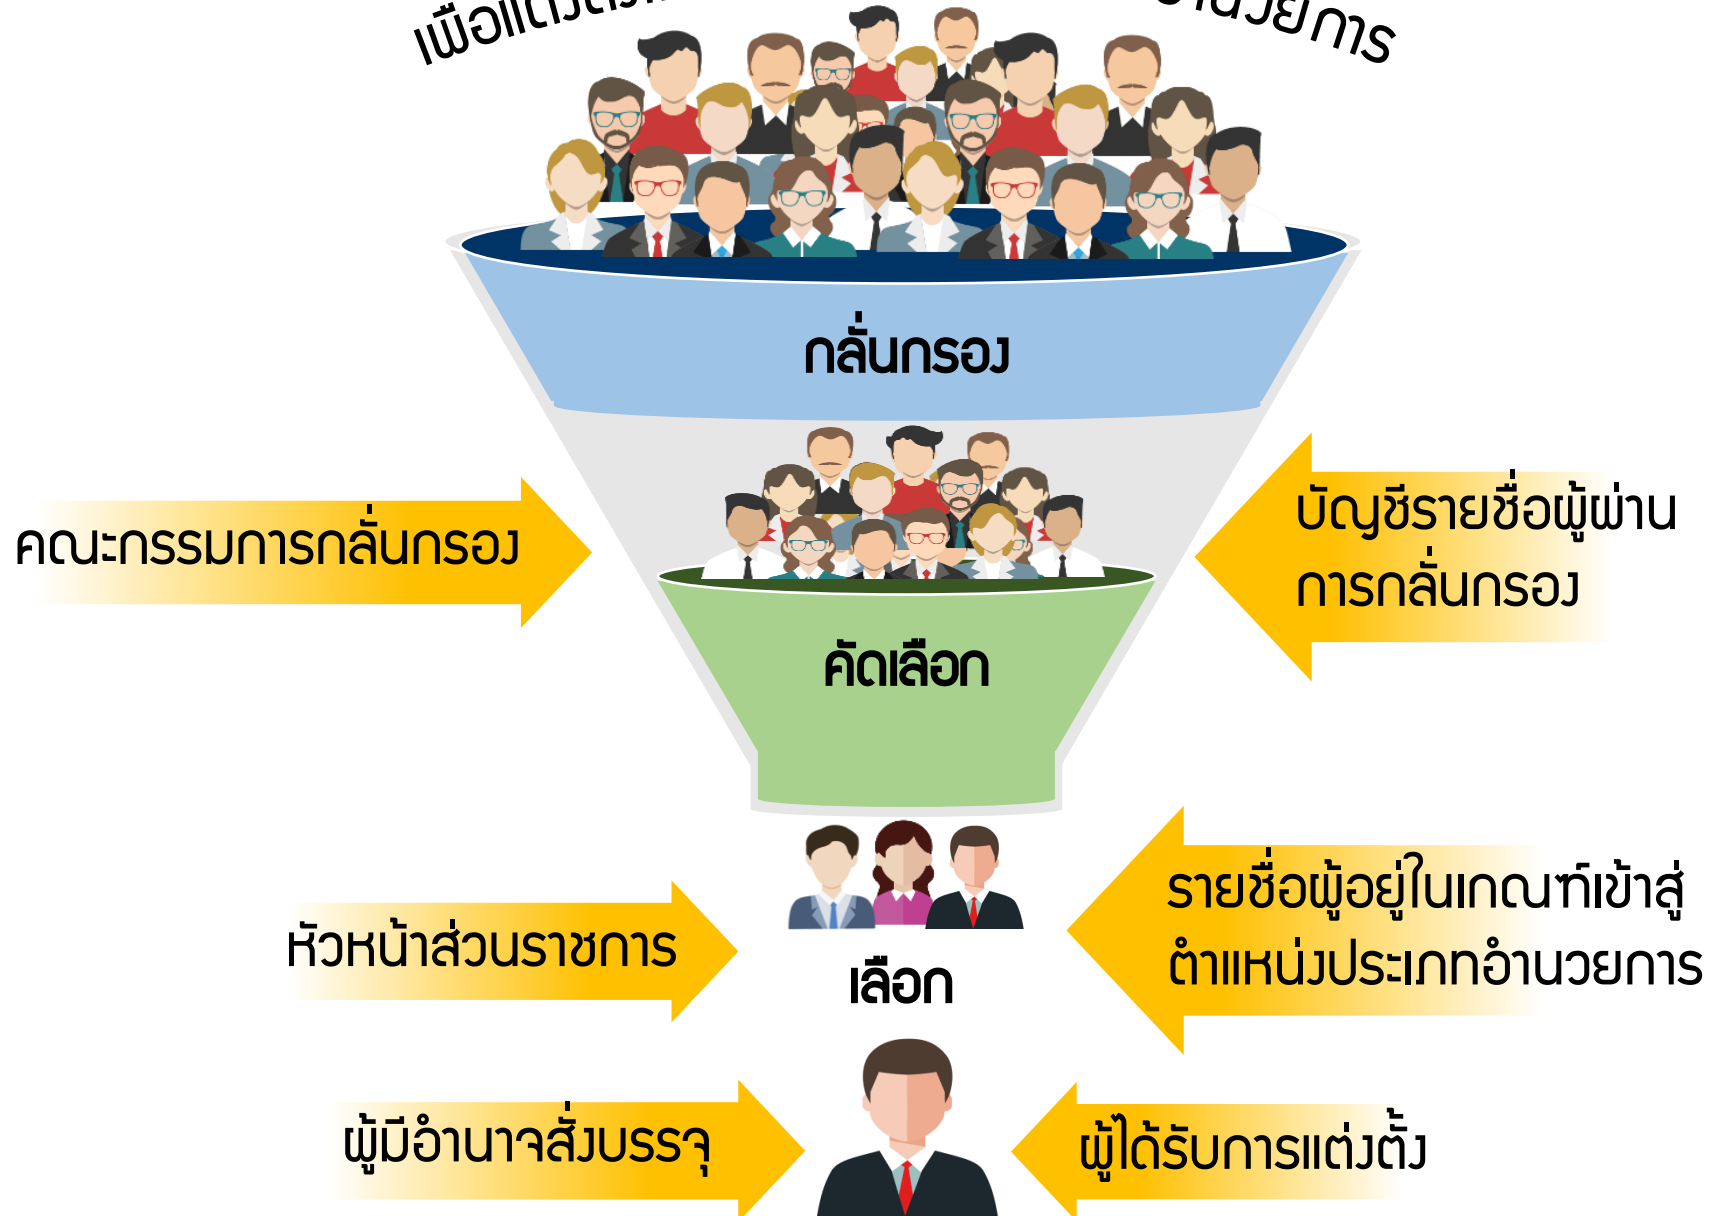 กลั่นกรอง
คณะกรรมการกลั่นกรอง
บัญชีรายชื่อผู้ผ่าน
การกลั่นกรอง
คัดเลือก
หัวหน้าส่วนราชการ
รายชื่อผู้อยู่ในเกณฑ์เข้าสู่
ตำแหน่งประเภทอำนวยการ
เลือก
ผู้มีอำนาจสั่งบรรจุ
ผู้ได้รับการแต่งตั้ง